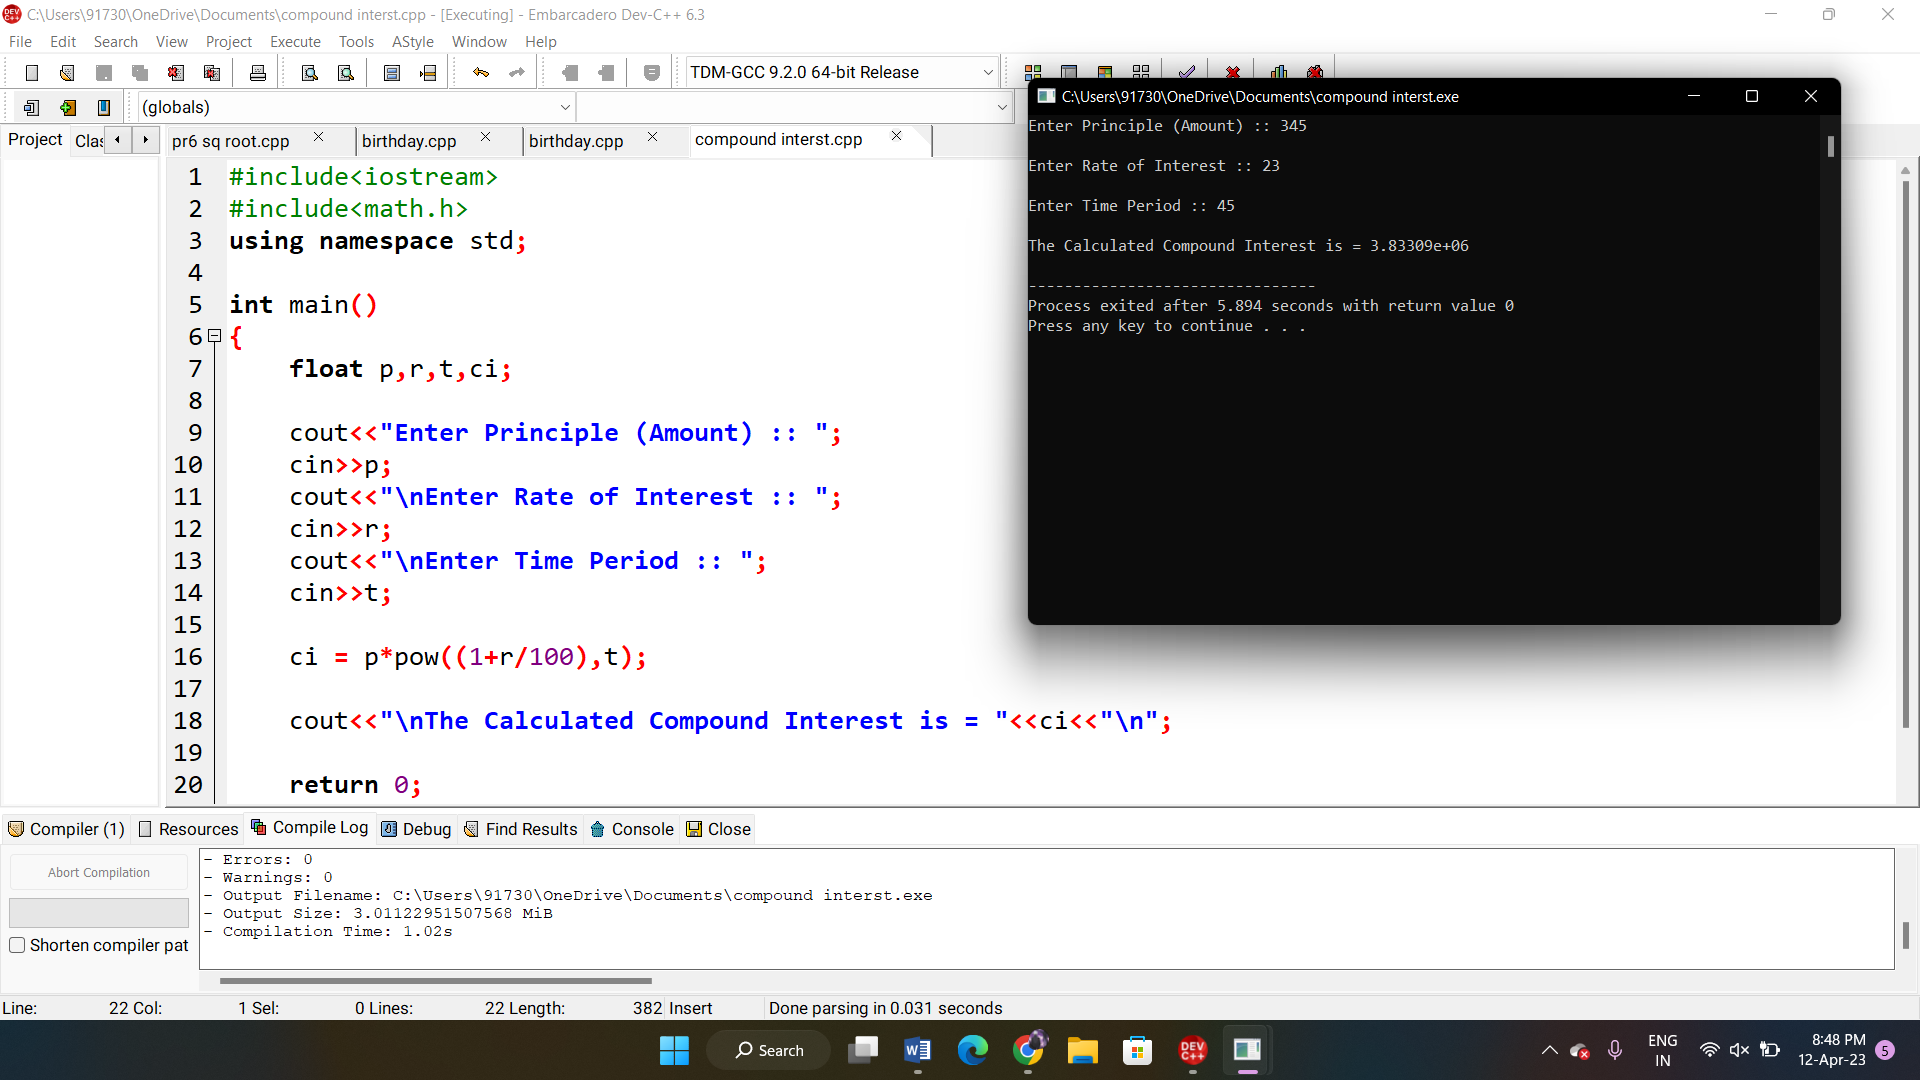 C:\Users\91730\OneDrive\Documents\compound interst.cpp - [Executing] - Embarcadero Dev-C++ 6.3
File Edit Search View Project Execute Tools AStyle Window Help
TDM-GCC 9.2.0 64-bit Release
(globals)
Project Clas pr6 sq root.cpp birthday.cpp birthday.cpp compound interst.cpp
1 #include<iostream>
2 #include<math.h>
3 using namespace std;
4
5 int main()
6 {
7 float p,r,t,ci;
8
9 cout<<"Enter Principle (Amount) :: ";
10 cin>>p;
11 cout<<"\nEnter Rate of Interest :: ";
12 cin>>r;
13 cout<<"\nEnter Time Period :: ";
14 cin>>t;
15
16 ci = p*pow((1+r/100),t);
17
18 cout<<"\nThe Calculated Compound Interest is = "<<ci<<"\n";
19
20 return 0;
C:\Users\91730\OneDrive\Documents\compound interst.exe
Enter Principle (Amount) :: 345
Enter Rate of Interest :: 23
Enter Time Period :: 45
The Calculated Compound Interest is = 3.83309e+06
--------------------------------
Process exited after 5.894 seconds with return value 0
Press any key to continue . . .
Compiler (1) Resources Compile Log Debug Find Results Console Close
Abort Compilation
Shorten compiler pat
- Errors: 0
- Warnings: 0
- Output Filename: C:\Users\91730\OneDrive\Documents\compound interst.exe
- Output Size: 3.01122951507568 MiB
- Compilation Time: 1.02s
Line: 22 Col: 1 Sel: 0 Lines: 22 Length: 382 Insert Done parsing in 0.031 seconds
Search
DEV C++
ENG
IN
8:48 PM
12-Apr-23
5